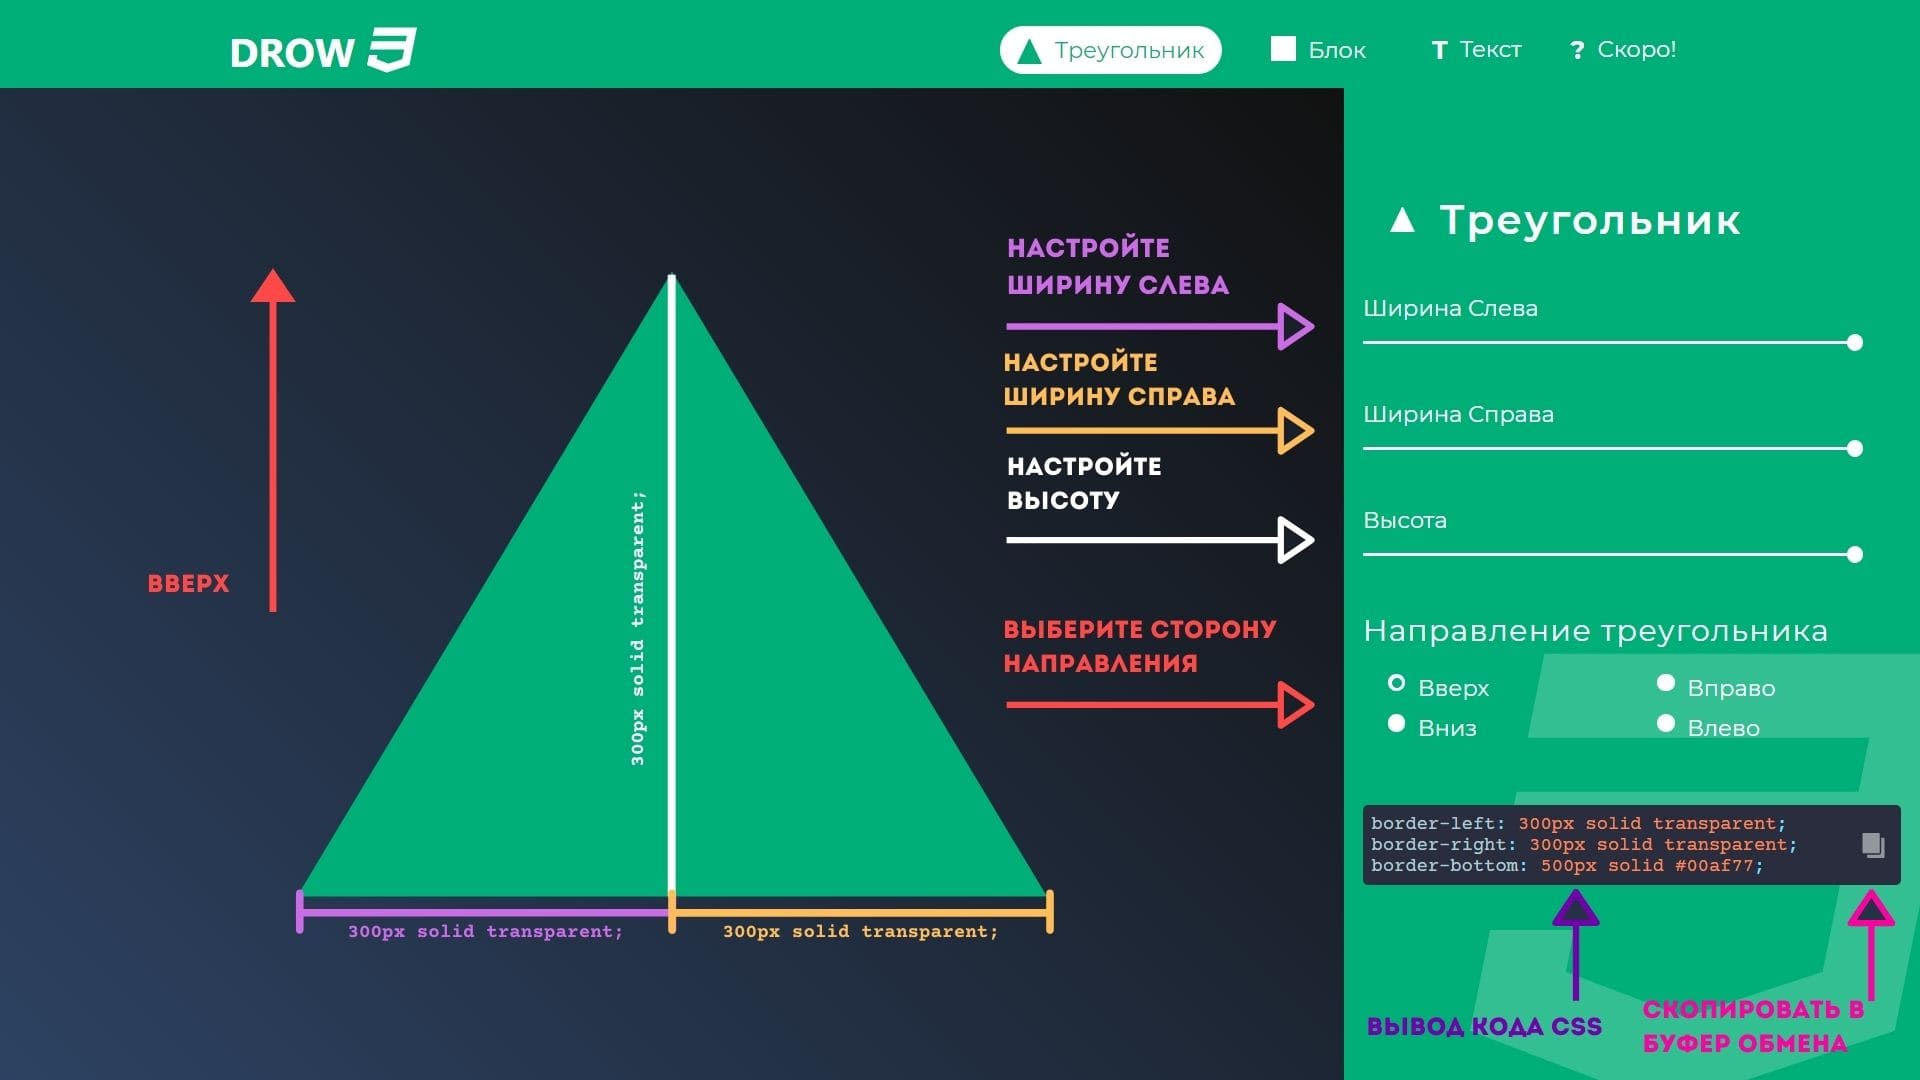 DROW
Треугольник
Блок
T Текст
? Скоро!
НАСТРОЙТЕ
ШИРИНУ СЛЕВА
НАСТРОЙТЕ
ШИРИНУ СПРАВА
НАСТРОЙТЕ
ВЫСОТУ
ВВЕРХ
300px solid transparent;
ВЫБЕРИТЕ СТОРОНУ
НАПРАВЛЕНИЯ
300px solid transparent;
300px solid transparent;
Треугольник
Ширина Слева
Ширина Справа
Высота
Направление треугольника
Вверх
Вправо
Вниз
Влево
border-left: 300px solid transparent;
border-right: 300px solid transparent;
border-bottom: 500px solid #00af77;
ВЫВОД КОДА CSS
СКОПИРОВАТЬ В
БУФЕР ОБМЕНА